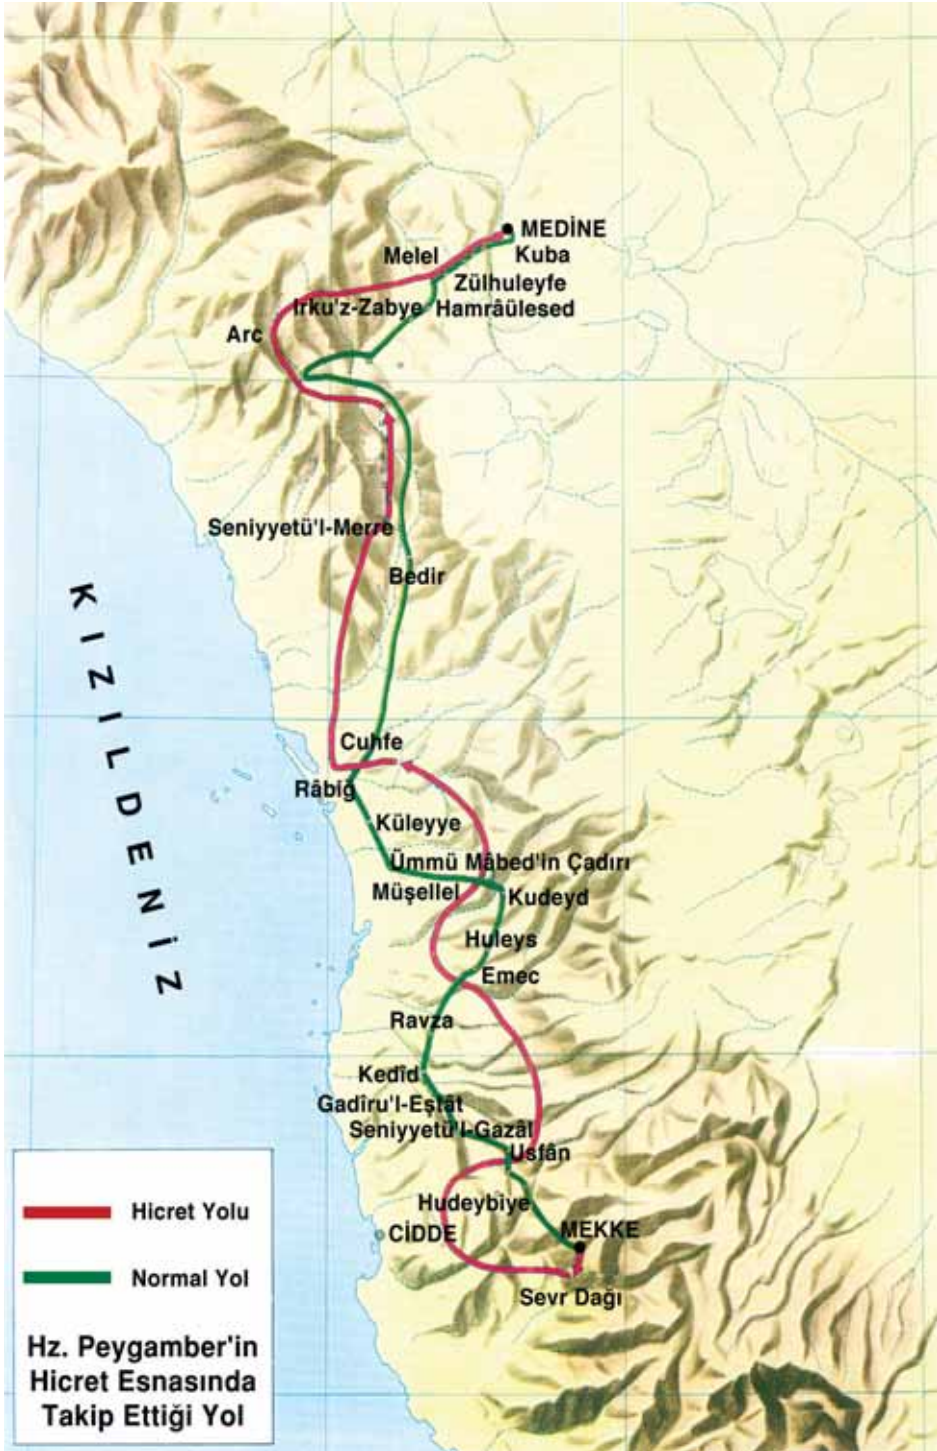 MEDİNE
Kuba
Melel
Zülhuleyfe
Irku'z-Zabye
Hamrâülesed
Arc
Seniyyetü'l-Merre
Bedir
KIZILDENİZ
Cuhfe
Râbiğ
Küleyye
Ümmü Mâbed'in Çadırı
Müşellel
Kudeyd
Huleys
Emec
Ravza
Kedîd
Gadîru'l-Eştât
Seniyyetü'l-Gazâl
Usfân
Hudeybiye
CİDDE
MEKKE
Sevr Dağı
Hicret Yolu
Normal Yol
Hz. Peygamber'in
Hicret Esnasında
Takip Ettiği Yol